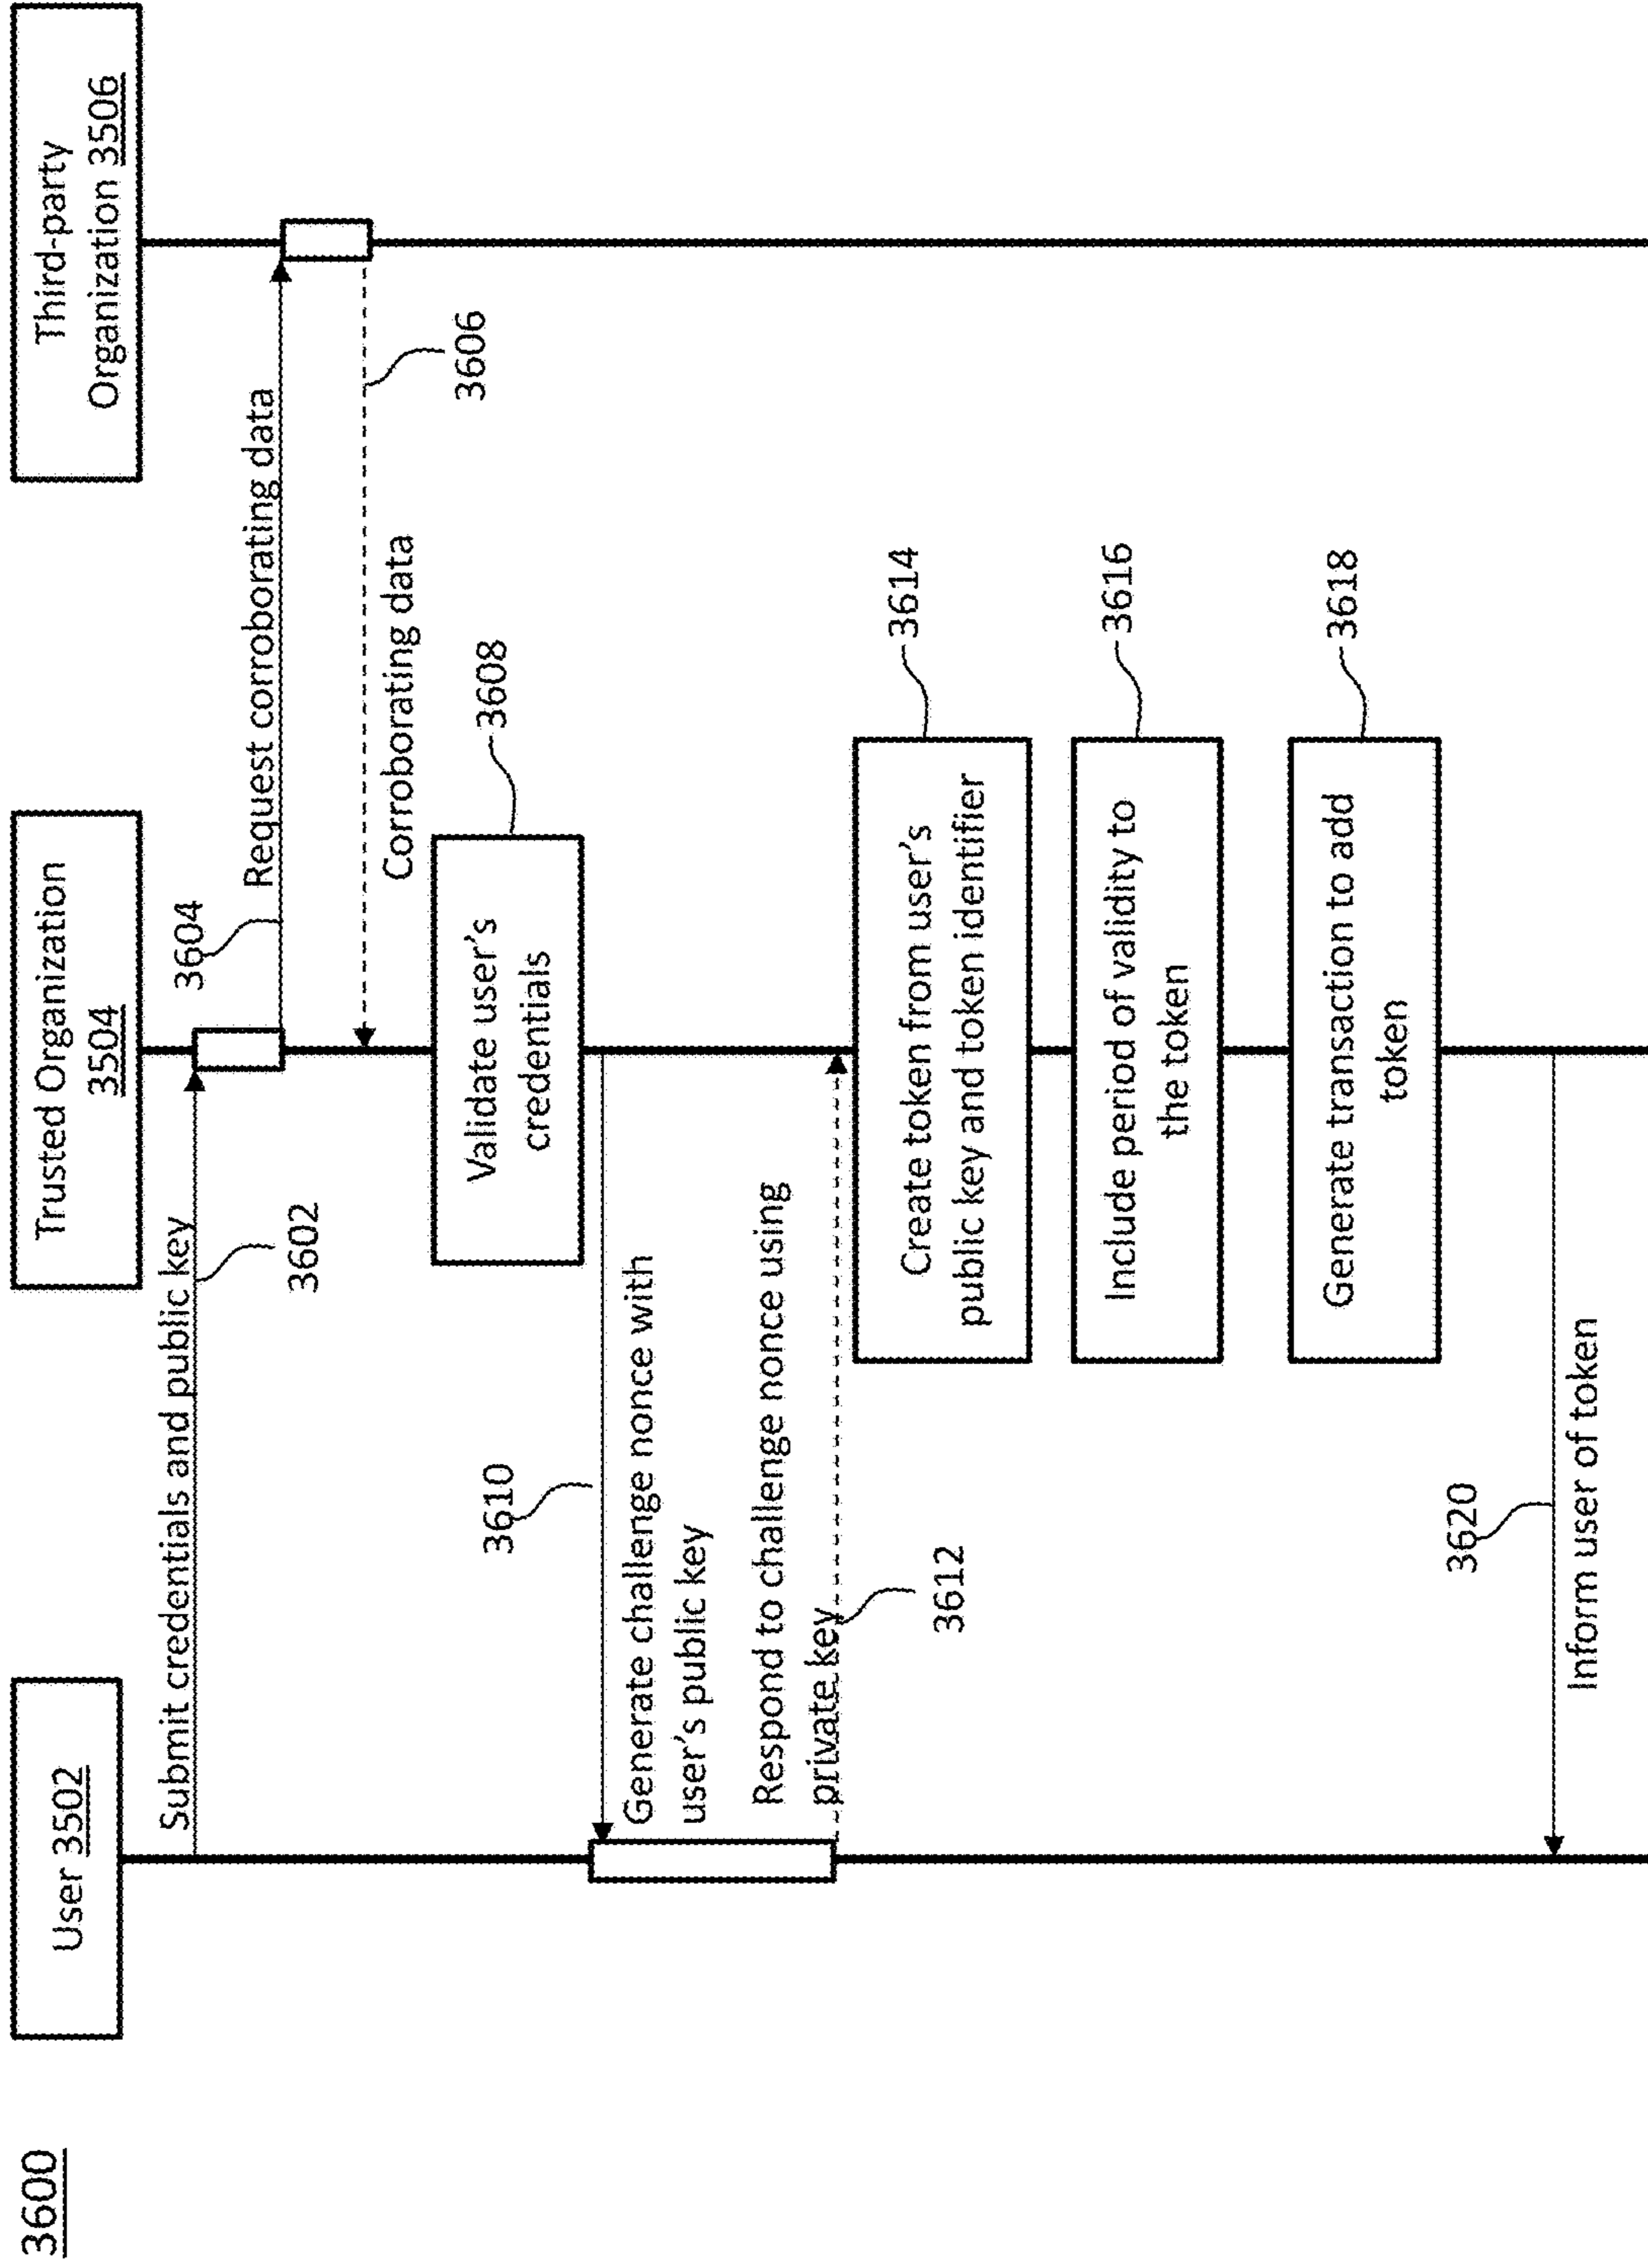 3600
User 3502
Trusted Organization
3504
Third-party
Organization 3506
Submit credentials and public key
3602
3604
Request corroborating data
3606
Corroborating data
Validate user's
credentials
3608
3610
Generate challenge nonce with
user's public key
Respond to challenge nonce using
private key
3612
Create token from user's
public key and token identifier
3614
Include period of validity to
the token
3616
Generate transaction to add
token
3618
3620
Inform user of token